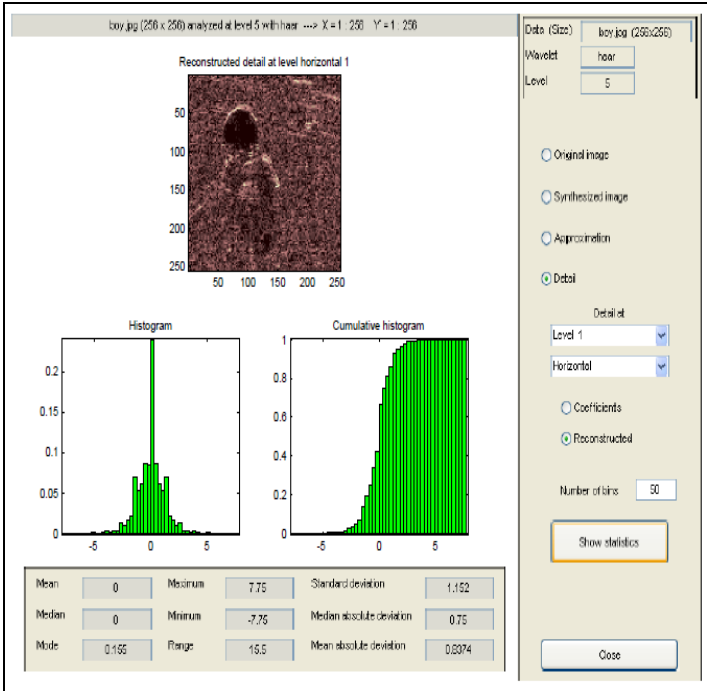 boy.jpg (256 x 256) analyzed at level 5 with haar ---> X = 1 : 256 Y = 1 : 256
Reconstructed detail at level horizontal 1
50
100
150
200
250
50 100 150 200 250
Histogram
0.2
0.15
0.1
0.05
0
-5 0 5
Cumulative histogram
1
0.8
0.6
0.4
0.2
0
-5 0 5
Mean 0 Maximum 7.75 Standard deviation 1.152
Median 0 Minimum -7.75 Median absolute deviation 0.75
Mode 0.155 Range 15.5 Mean absolute deviation 0.8374
Data (Size) boy.jpg (256x256)
Wavelet haar
Level 5
Original image
Synthesized image
Approximation
Detail
Detail at
Level 1
Horizontal
Coefficients
Reconstructed
Number of bins 50
Show statistics
Close